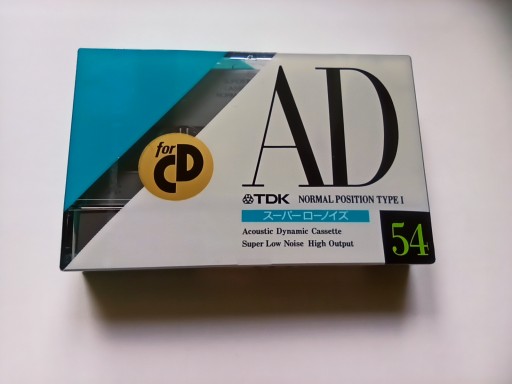 AD
for
CD
TDK NORMAL POSITION TYPE I
スーパーローノイズ
Acoustic Dynamic Cassette
Super Low Noise High Output
54